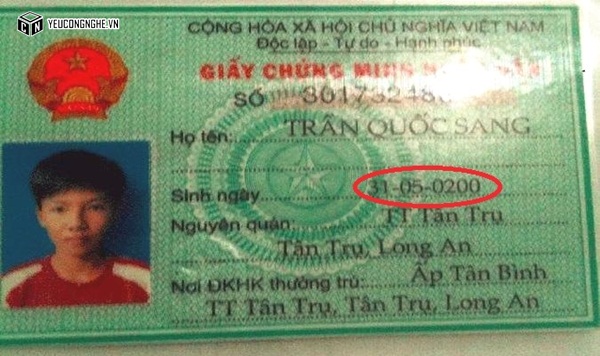 YEUCONGNGHE.VN
CỘNG HÒA XÃ HỘI CHỦ NGHĨA VIỆT NAM
Độc lập - Tự do - Hạnh phúc
GIẤY CHỨNG MINH
SỐ
Họ tên: TRẦN QUỐC SANG
Sinh ngày 31-05-0200
Nguyên quán: TT Tân Trụ
Tân Trụ, Long An
Nơi ĐKHK thường trú: Ấp Tân Bình
TT Tân Trụ, Tân Trụ, Long An